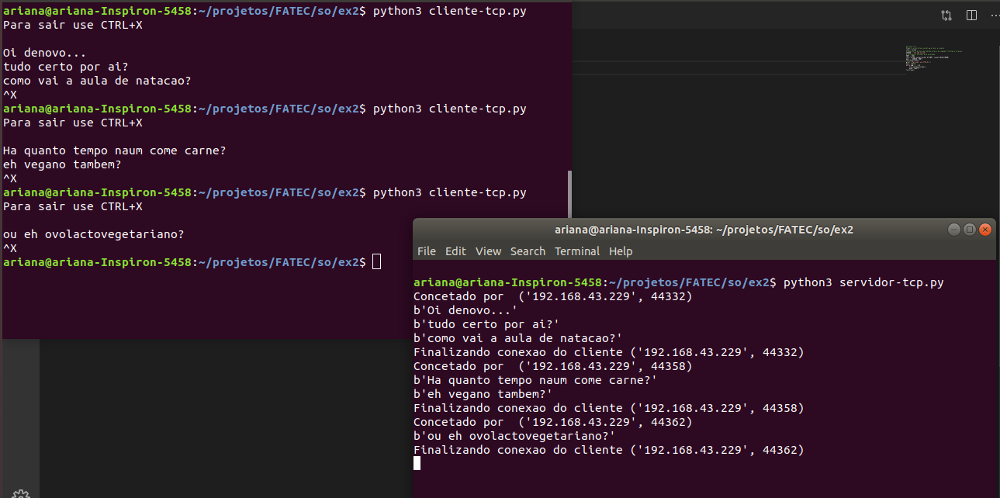 ariana@ariana-Inspiron-5458:~/projetos/FATEC/so/ex2$ python3 cliente-tcp.py
Para sair use CTRL+X
Oi denovo...
tudo certo por ai?
como vai a aula de natacao?
^X
ariana@ariana-Inspiron-5458:~/projetos/FATEC/so/ex2$ python3 cliente-tcp.py
Para sair use CTRL+X
Ha quanto tempo naum come carne?
eh vegano tambem?
^X
ariana@ariana-Inspiron-5458:~/projetos/FATEC/so/ex2$ python3 cliente-tcp.py
Para sair use CTRL+X
ou eh ovolactovegetariano?
^X
ariana@ariana-Inspiron-5458:~/projetos/FATEC/so/ex2$
ariana@ariana-Inspiron-5458: ~/projetos/FATEC/so/ex2
File Edit View Search Terminal Help
ariana@ariana-Inspiron-5458:~/projetos/FATEC/so/ex2$ python3 servidor-tcp.py
Concetado por  ('192.168.43.229', 44332)
b'Oi denovo...'
b'tudo certo por ai?'
b'como vai a aula de natacao?'
Finalizando conexao do cliente ('192.168.43.229', 44332)
Concetado por  ('192.168.43.229', 44358)
b'Ha quanto tempo naum come carne?'
b'eh vegano tambem?'
Finalizando conexao do cliente ('192.168.43.229', 44358)
Concetado por  ('192.168.43.229', 44362)
b'ou eh ovolactovegetariano?'
Finalizando conexao do cliente ('192.168.43.229', 44362)